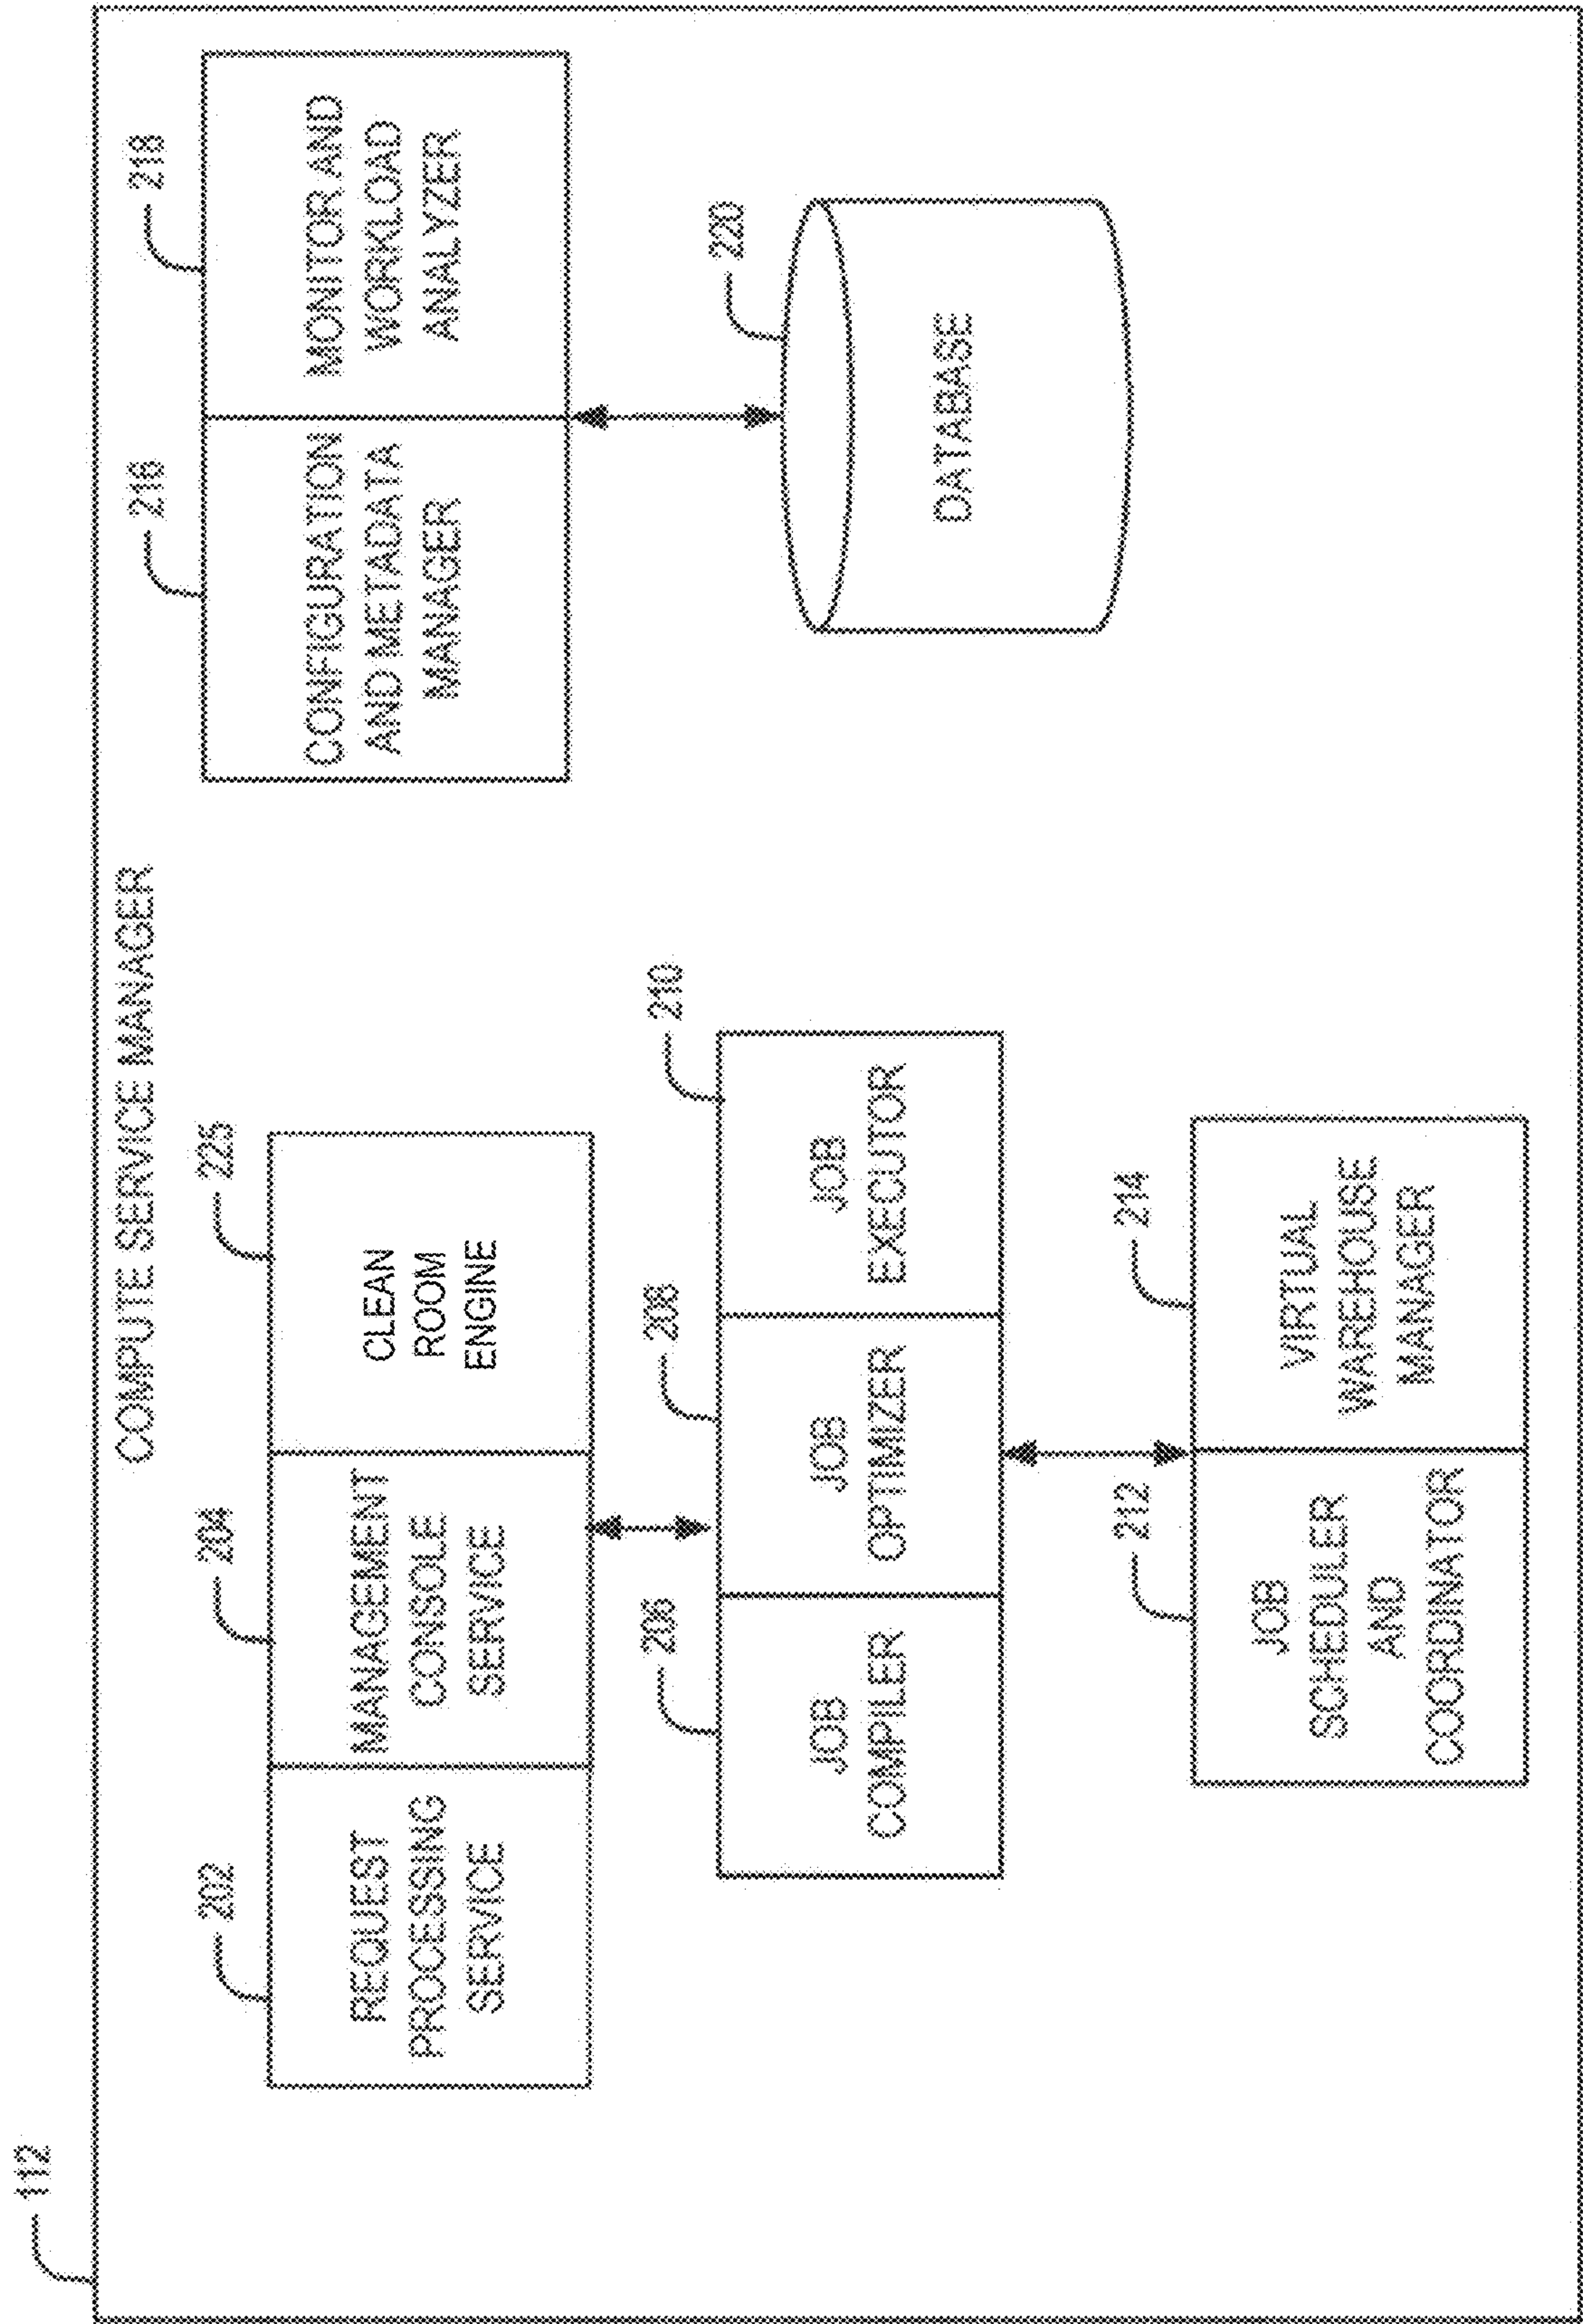 112
COMPUTE SERVICE MANAGER
202
REQUEST
PROCESSING
SERVICE
204
MANAGEMENT
CONSOLE
SERVICE
225
CLEAN
ROOM
ENGINE
206
JOB
COMPILER
208
JOB
OPTIMIZER
210
JOB
EXECUTOR
212
JOB
SCHEDULER
AND
COORDINATOR
214
VIRTUAL
WAREHOUSE
MANAGER
216
CONFIGURATION
AND METADATA
MANAGER
218
MONITOR AND
WORKLOAD
ANALYZER
220
DATABASE